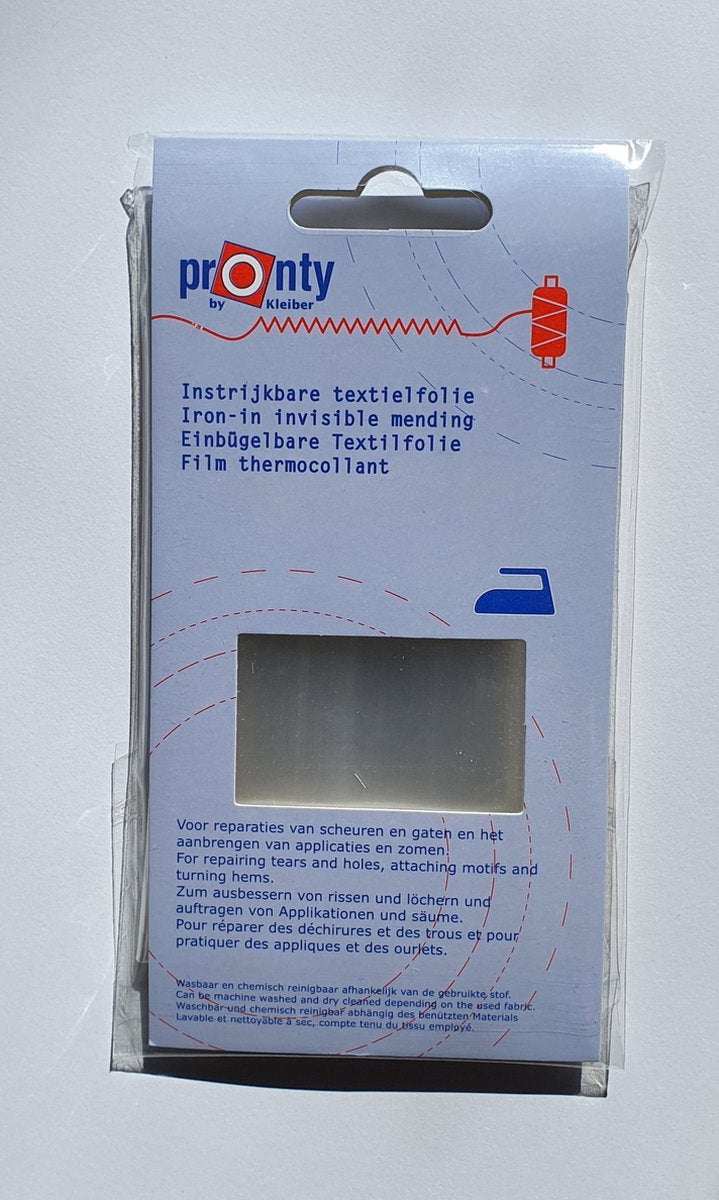 pronty
by Kleiber
Instrijkbare textielfolie
Iron-in invisible mending
Einbügelbare Textilfolie
Film thermocollant
Voor reparaties van scheuren en gaten en het
aanbrengen van applicaties en zomen.
For repairing tears and holes, attaching motifs and
turning hems.
Zum ausbessern von rissen und löchern und
auftragen von Applikationen und säume.
Pour réparer des déchirures et des trous et pour
pratiquer des appliques et des ourlets.
Wasbaar en chemisch reinigbaar afhankelijk van de gebruikte stof.
Can be machine washed and dry cleaned depending on the used fabric.
Waschbar und chemisch reinigbar abhängig des benützten Materials
Lavable et nettoyable à sec, compte tenu du tissu employé.